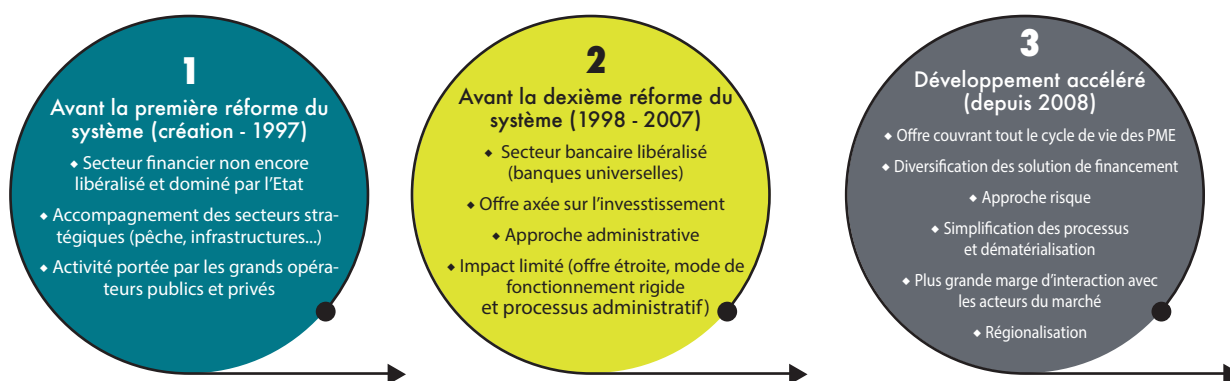 1
Avant la première réforme du
système (création - 1997)
◆ Secteur financier non encore
libéralisé et dominé par l'Etat
◆ Accompagnement des secteurs stra-
tégiques (pêche, infrastructures...)
◆ Activité portée par les grands opéra-
teurs publics et privés
2
Avant la dexième réforme du
système (1998 - 2007)
◆ Secteur bancaire libéralisé
(banques universelles)
◆ Offre axée sur l'invesstissement
◆ Approche administrative
◆ Impact limité (offre étroite, mode de
fonctionnement rigide
et processus administratif)
3
Développement accéléré
(depuis 2008)
◆ Offre couvrant tout le cycle de vie des PME
◆ Diversification des solution de financement
◆ Approche risque
◆ Simplification des processus
et dématérialisation
◆ Plus grande marge d'interaction avec
les acteurs du marché
◆ Régionalisation